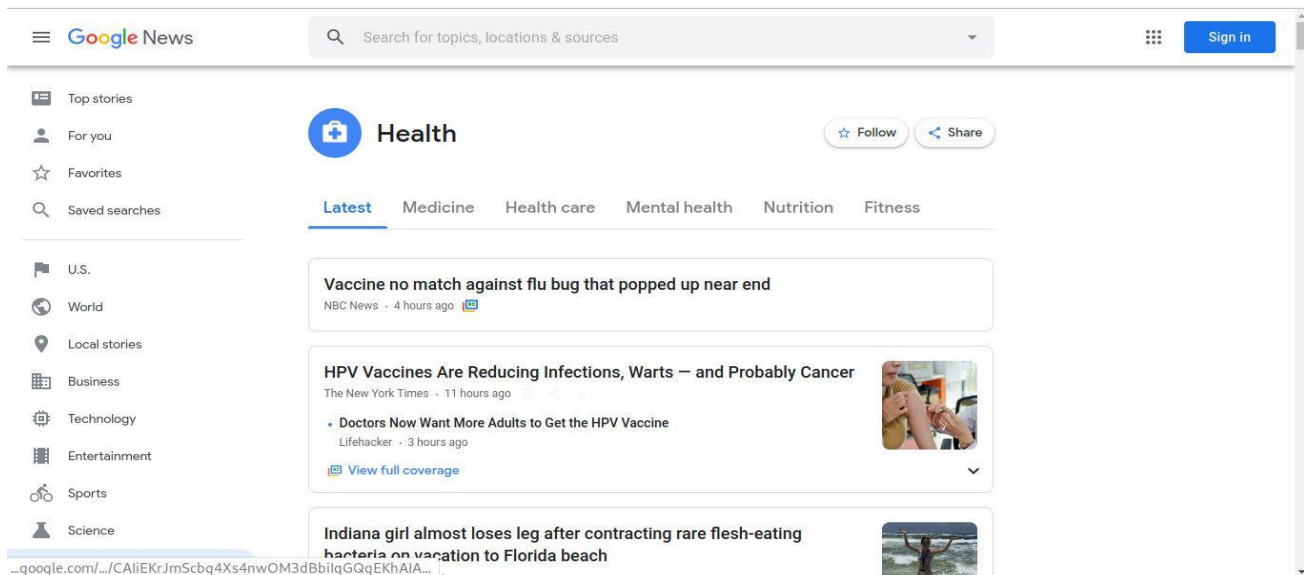 Google News
Search for topics, locations & sources
Sign in
Top stories
For you
Favorites
Saved searches
U.S.
World
Local stories
Business
Technology
Entertainment
Sports
Science
Health
Follow
Share
Latest Medicine Health care Mental health Nutrition Fitness
Vaccine no match against flu bug that popped up near end
NBC News · 4 hours ago
HPV Vaccines Are Reducing Infections, Warts — and Probably Cancer
The New York Times · 11 hours ago
• Doctors Now Want More Adults to Get the HPV Vaccine
Lifehacker · 3 hours ago
View full coverage
Indiana girl almost loses leg after contracting rare flesh-eating
bacteria on vacation to Florida beach